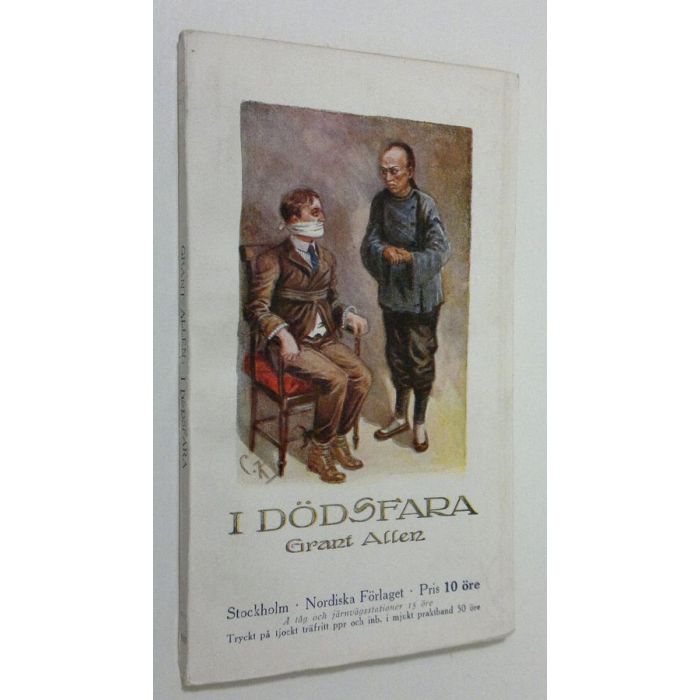 GRANT ALLEN: I DÖDSFARA
I DÖDSFARA
Grant Allen
Stockholm · Nordiska Förlaget · Pris 10 öre
Å tåg och järnvägsstationer 15 öre
Tryckt på tjockt träfritt ppr och inb. i mjukt praktband 50 öre